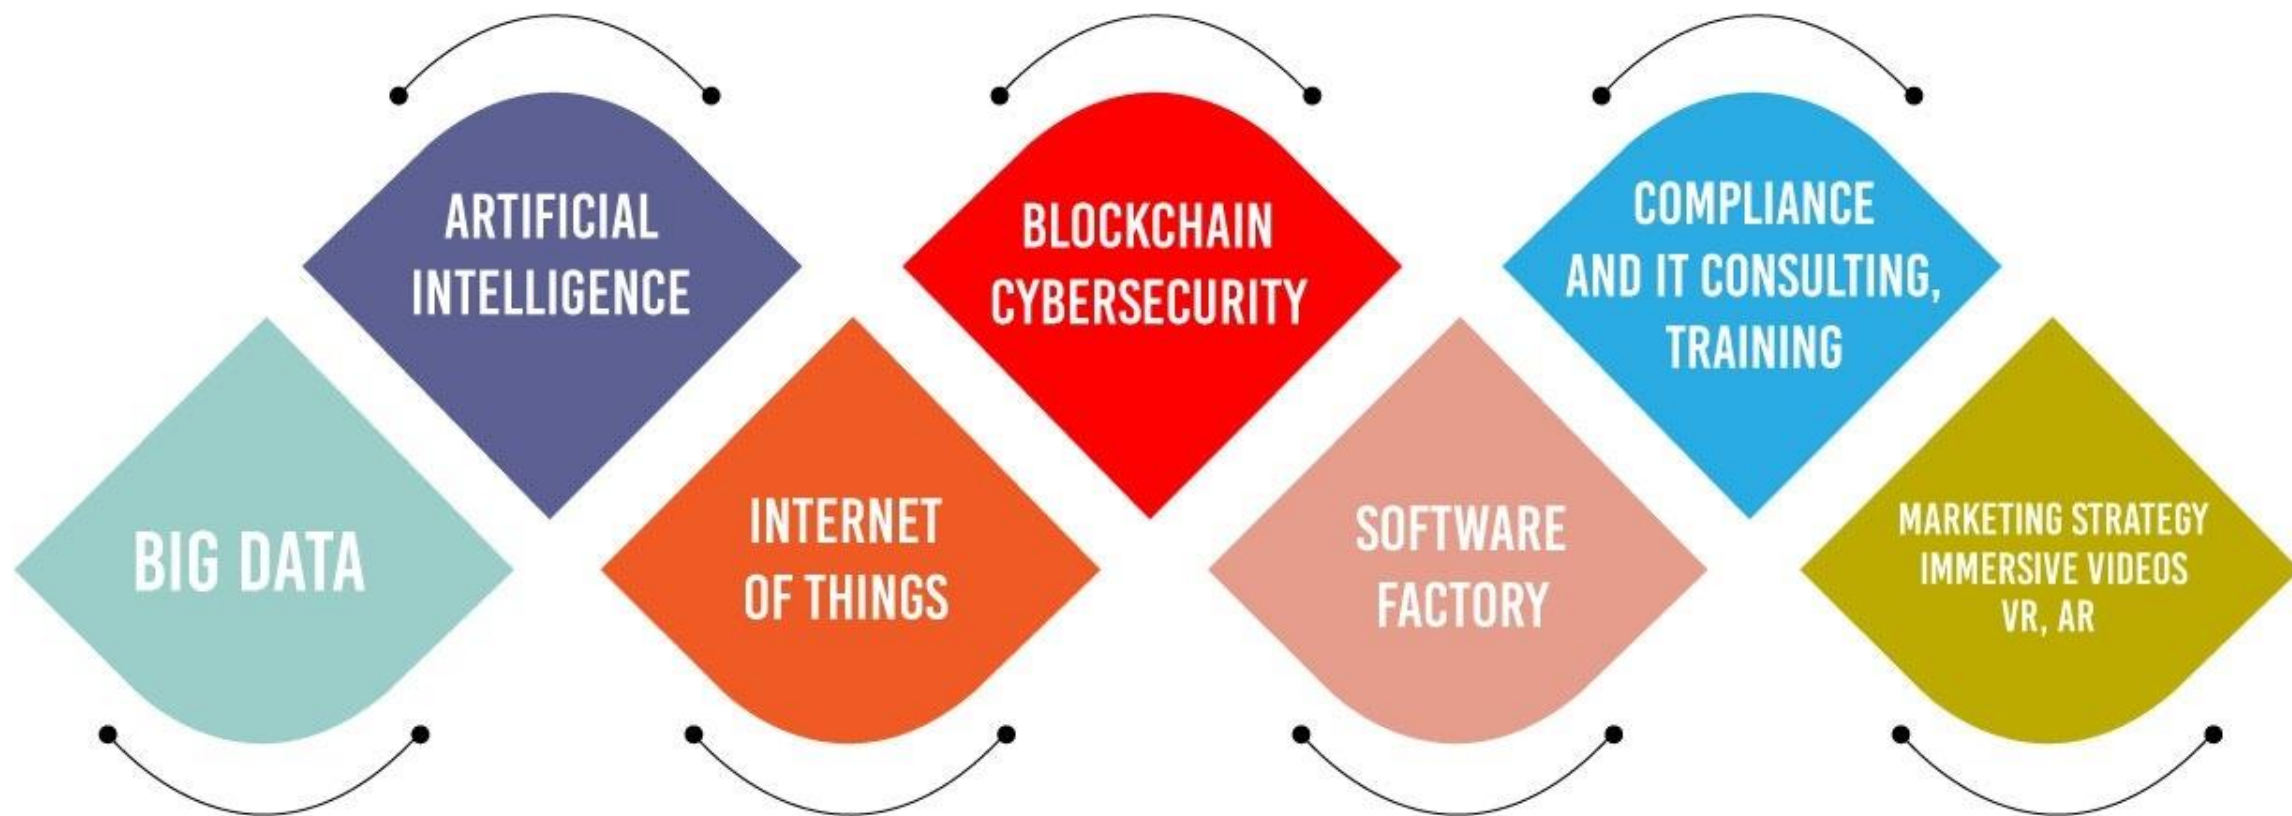 BIG DATA
ARTIFICIAL
INTELLIGENCE
INTERNET
OF THINGS
BLOCKCHAIN
CYBERSECURITY
SOFTWARE
FACTORY
COMPLIANCE
AND IT CONSULTING,
TRAINING
MARKETING STRATEGY
IMMERSIVE VIDEOS
VR, AR